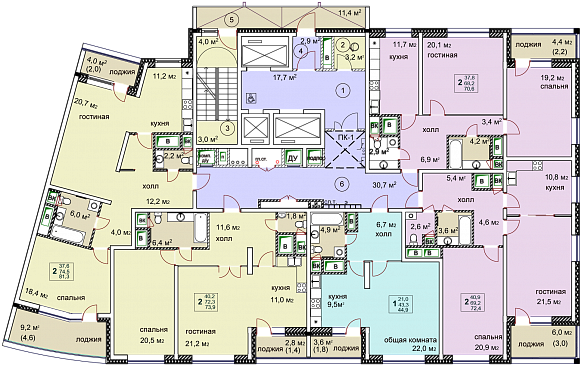 5
11,4 м²
4,0 м²
(2,0)
лоджия
11,2 м2
20,7 м2
гостиная
кухня
2,2 м2
холл
12,2 м2
6,0 м2
4,0 м2
2
37,6
74,5
81,3
18,4 м2
спальня
9,2 м²
(4,6)
лоджия
4,0 м²
2,9 м²
4
2
3,2 м²
17,7 м²
1
3,0 м²
3
ПК-1
ДУ
6
30,7 м²
11,7 м2
кухня
20,1 м2
гостиная
2
37,8
68,2
70,6
4,4 м2
(2,2)
лоджия
19,2 м2
спальня
3,4 м2
холл
2,9 м2
6,9 м2
4,2 м2
5,4 м2
холл
10,8 м2
кухня
6,4 м2
11,6 м2
холл
1,8 м2
спальня
20,5 м2
2
40,2
72,3
73,9
гостиная
21,2 м2
кухня
11,0 м2
2,8 м2
(1,4)
лоджия
4,9 м2
6,7 м2
холл
кухня
9,5м²
1
21,0
43,3
44,9
общая комната
22,0 м2
3,6 м2
(1,8)
лоджия
2,6 м2
3,6 м2
4,6 м2
2
40,9
69,2
72,4
спальня
20,9 м2
гостиная
21,5 м2
6,0 м2
(3,0)
лоджия
В
ВК